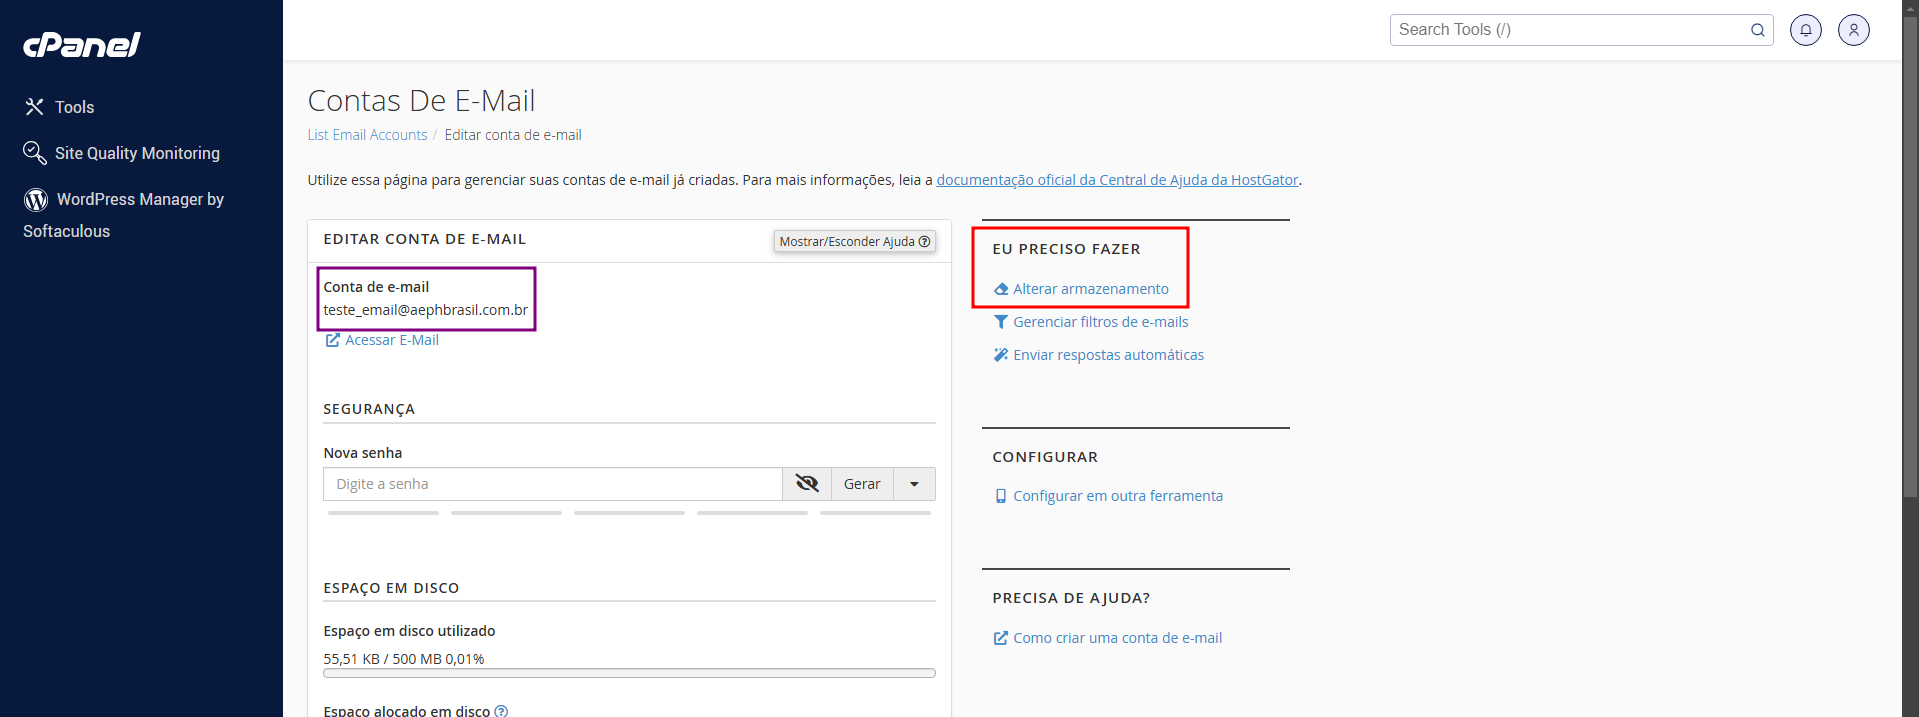 cPanel
Search Tools (/)
Tools
Site Quality Monitoring
WordPress Manager by
Softaculous
Contas De E-Mail
List Email Accounts / Editar conta de e-mail
Utilize essa página para gerenciar suas contas de e-mail já criadas. Para mais informações, leia a documentação oficial da Central de Ajuda da HostGator.
EDITAR CONTA DE E-MAIL
Mostrar/Esconder Ajuda
Conta de e-mail
teste_email@aephbrasil.com.br
Acessar E-Mail
SEGURANÇA
Nova senha
Digite a senha
Gerar
ESPAÇO EM DISCO
Espaço em disco utilizado
55,51 KB / 500 MB 0,01%
Espaço alocado em disco
EU PRECISO FAZER
Alterar armazenamento
Gerenciar filtros de e-mails
Enviar respostas automáticas
CONFIGURAR
Configurar em outra ferramenta
PRECISA DE AJUDA?
Como criar uma conta de e-mail